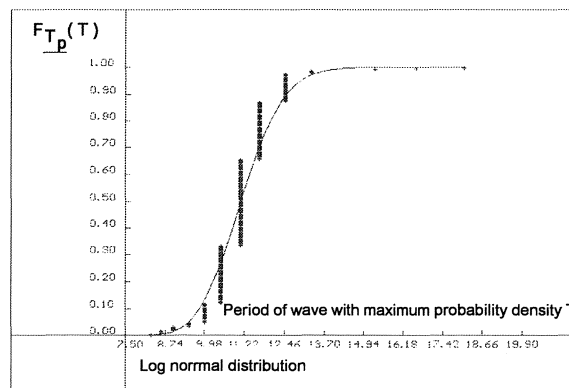 F_Tp (T)
1.00
0.90
0.80
0.70
0.60
0.50
0.40
0.30
0.20
0.10
0.00
Period of wave with maximum probability density T
7.50 8.74 9.98 11.22 12.46 13.70 14.94 16.18 17.42 18.66 19.90
Log norrmal distribution